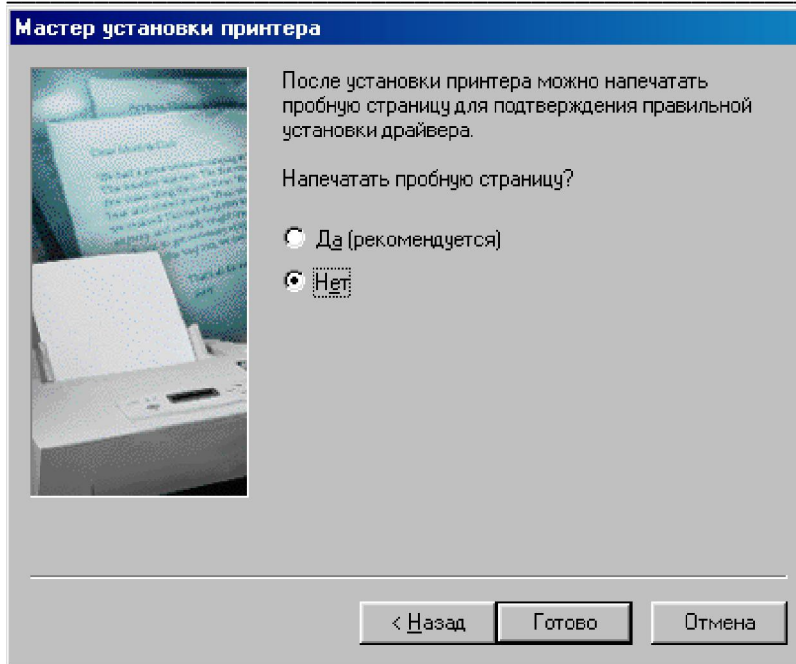 Мастер установки принтера
После установки принтера можно напечатать
пробную страницу для подтверждения правильной
установки драйвера.
Напечатать пробную страницу?
Да (рекомендуется)
Нет
< Назад
Готово
Отмена